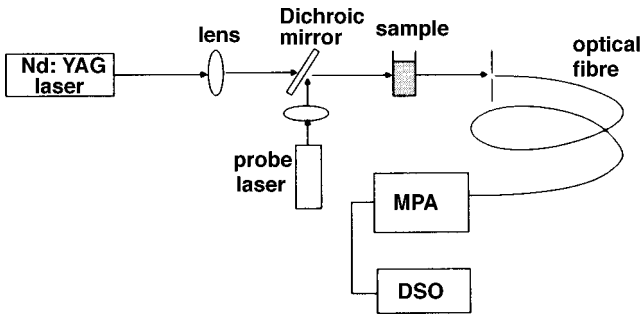 Nd: YAG
laser
lens
Dichroic
mirror
sample
optical
fibre
probe
laser
MPA
DSO